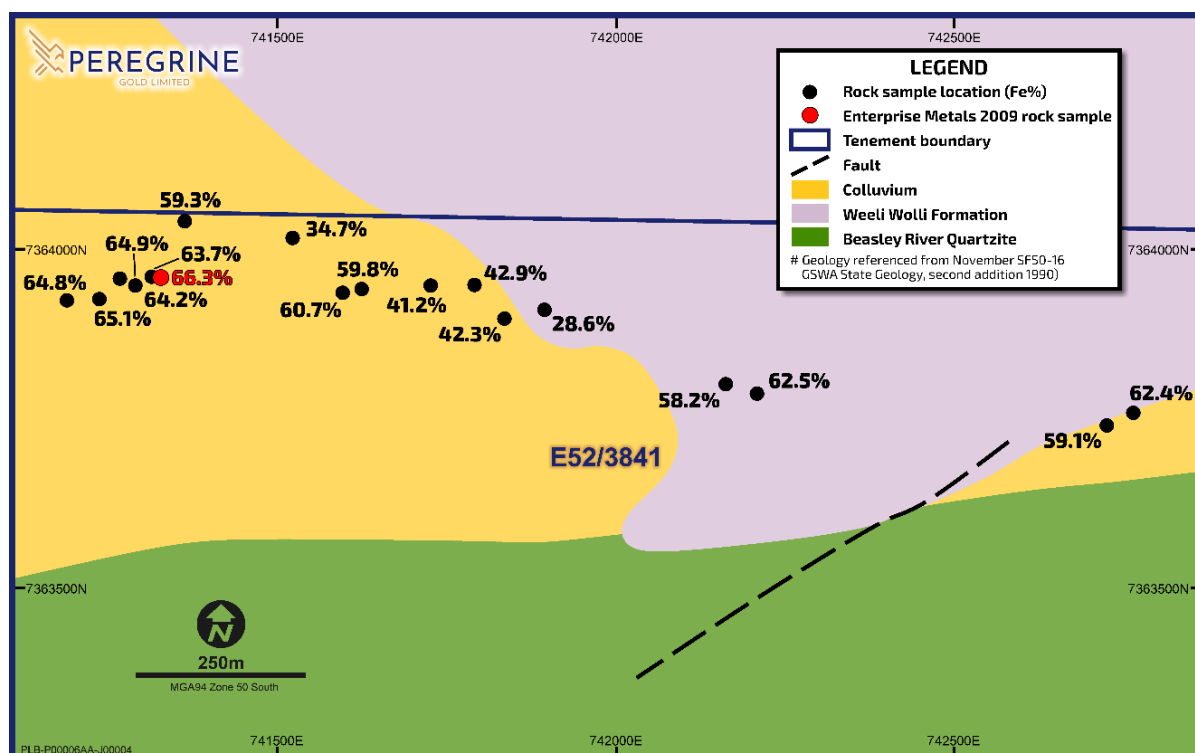 741500E
742000E
742500E
PEREGRINE
GOLD LIMITED
LEGEND
Rock sample location (Fe%)
Enterprise Metals 2009 rock sample
Tenement boundary
Fault
Colluvium
Weeli Wolli Formation
Beasley River Quartzite
# Geology referenced from November SF50-16
GSWA State Geology, second addition 1990)
59.3%
34.7%
64.9%
63.7%
7364000N
7364000N
64.8%
66.3%
59.8%
42.9%
65.1%
64.2%
60.7%
41.2%
42.3%
28.6%
58.2%
62.5%
62.4%
59.1%
E52/3841
7363500N
7363500N
N
250m
MGA94 Zone 50 South
741500E
742000E
742500E
PLB-P00006AA-J00004